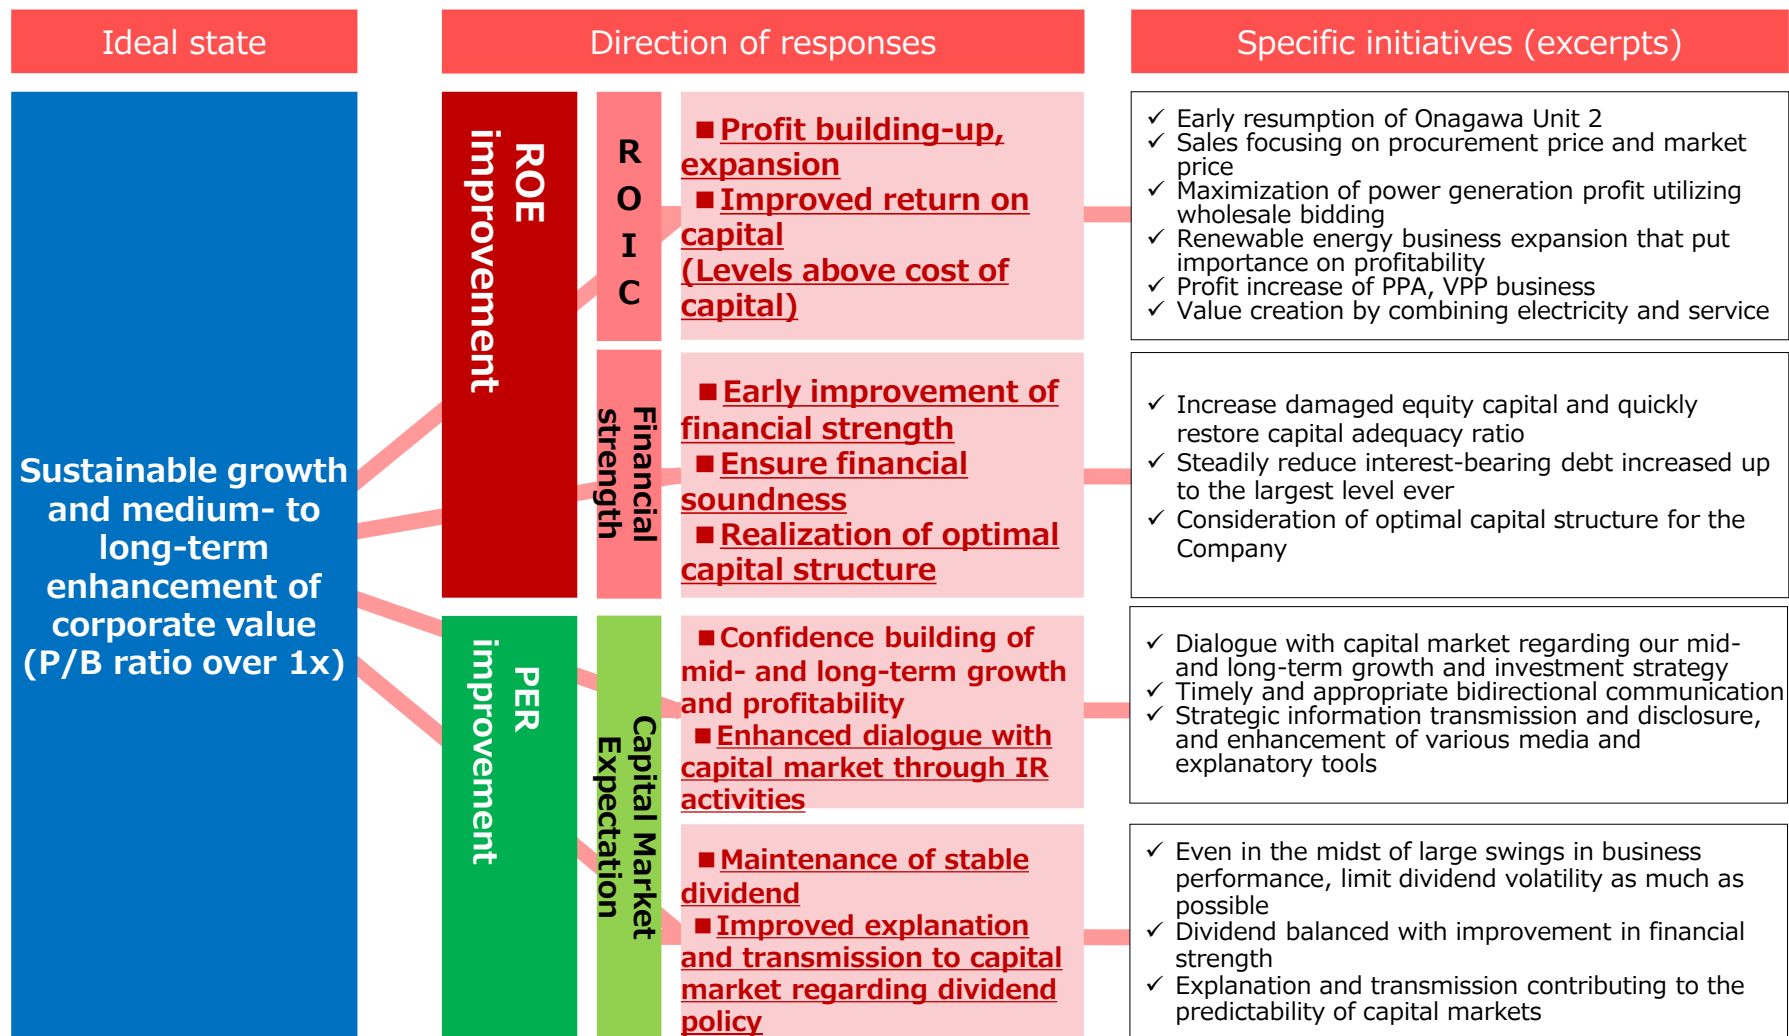 Ideal state
Direction of responses
Specific initiatives (excerpts)
Sustainable growth
and medium- to
long-term
enhancement of
corporate value
(P/B ratio over 1x)
ROE
improvement
R
O
I
C
■Profit building-up,
expansion
■Improved return on
capital
(Levels above cost of
capital)
✓ Early resumption of Onagawa Unit 2
✓ Sales focusing on procurement price and market
price
✓ Maximization of power generation profit utilizing
wholesale bidding
✓ Renewable energy business expansion that put
importance on profitability
✓ Profit increase of PPA, VPP business
✓ Value creation by combining electricity and service
Financial
strength
■Early improvement of
financial strength
■Ensure financial
soundness
■Realization of optimal
capital structure
✓ Increase damaged equity capital and quickly
restore capital adequacy ratio
✓ Steadily reduce interest-bearing debt increased up
to the largest level ever
✓ Consideration of optimal capital structure for the
Company
PER
improvement
Capital Market
Expectation
■Confidence building of
mid- and long-term growth
and profitability
■Enhanced dialogue with
capital market through IR
activities
✓ Dialogue with capital market regarding our mid-
and long-term growth and investment strategy
✓ Timely and appropriate bidirectional communication
✓ Strategic information transmission and disclosure,
and enhancement of various media and
explanatory tools
■Maintenance of stable
dividend
■Improved explanation
and transmission to capital
market regarding dividend
policy
✓ Even in the midst of large swings in business
performance, limit dividend volatility as much as
possible
✓ Dividend balanced with improvement in financial
strength
✓ Explanation and transmission contributing to the
predictability of capital markets